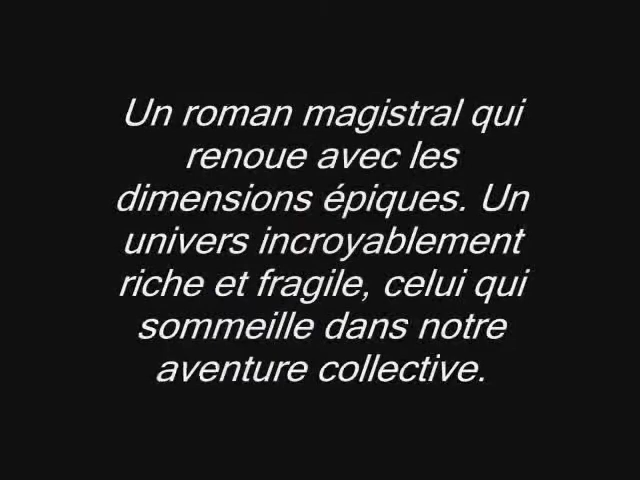 Un roman magistral qui
renoue avec les
dimensions épiques. Un
univers incroyablement
riche et fragile, celui qui
sommeille dans notre
aventure collective.